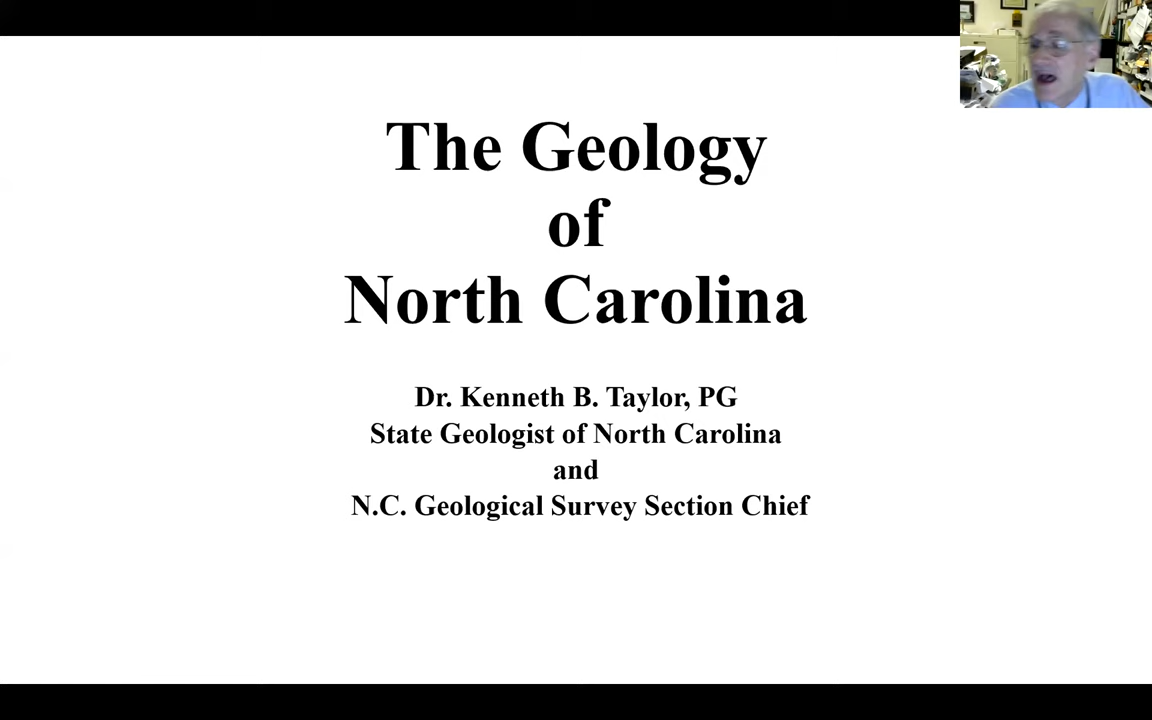 The Geology
of
North Carolina
Dr. Kenneth B. Taylor, PG
State Geologist of North Carolina
and
N.C. Geological Survey Section Chief